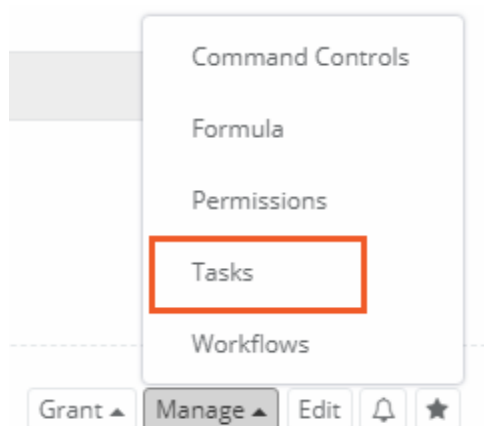 Command Controls
Formula
Permissions
Tasks
Workflows
Grant Manage Edit